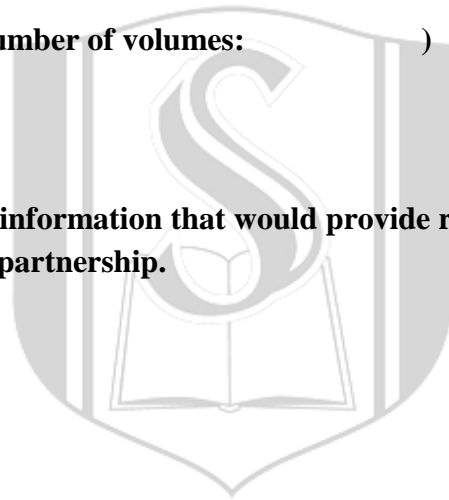 umber of volumes: )
S
information that would provide
partnership.